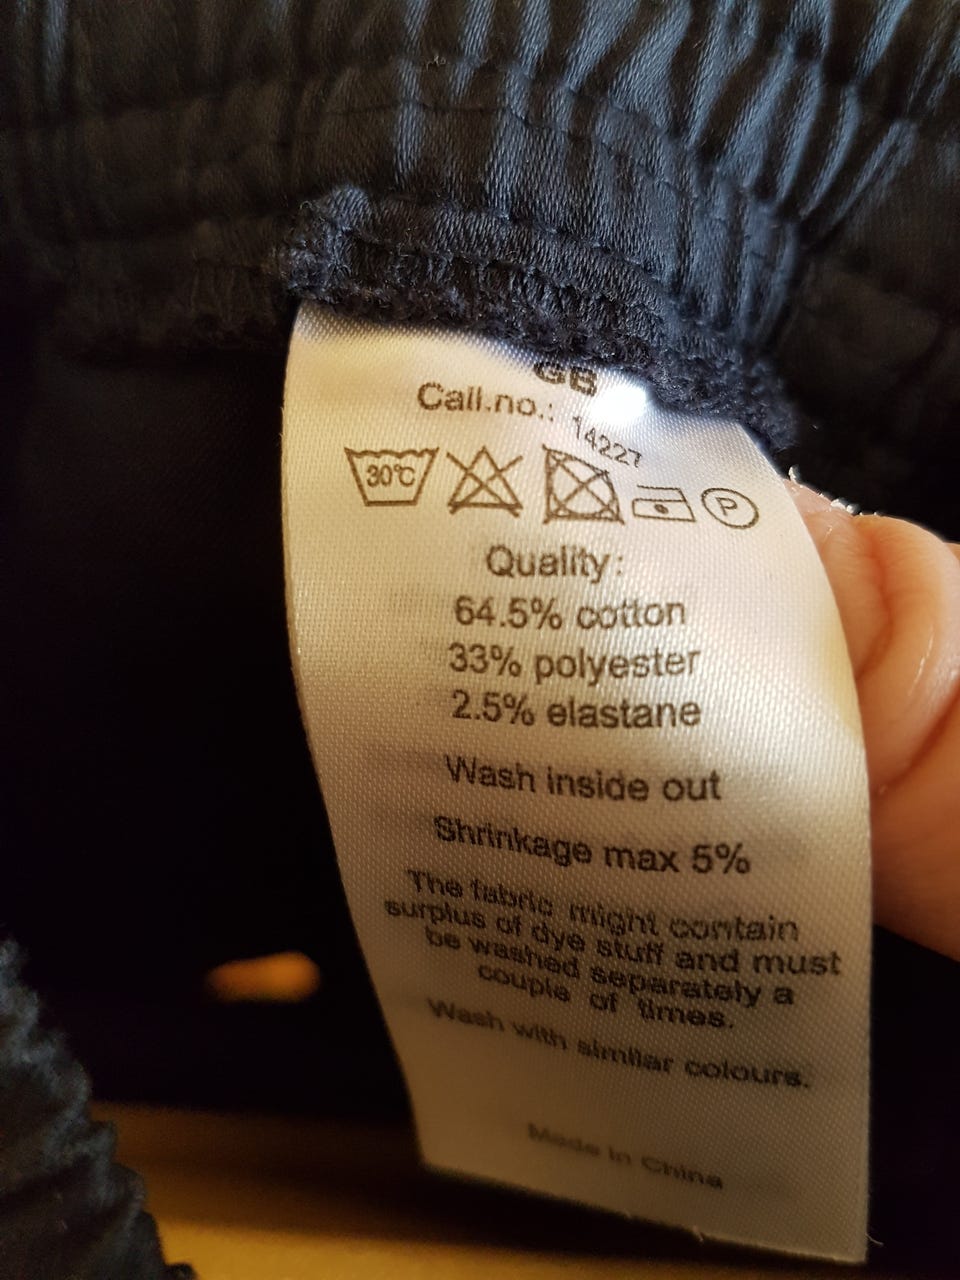 GB
Call.no.: 14227
30°C
P
Quality:
64.5% cotton
33% polyester
2.5% elastane
Wash inside out
Shrinkage max 5%
The fabric might contain
surplus of dye stuff and must
be washed separately a
couple of times.
Wash with similar colours.
Made in China